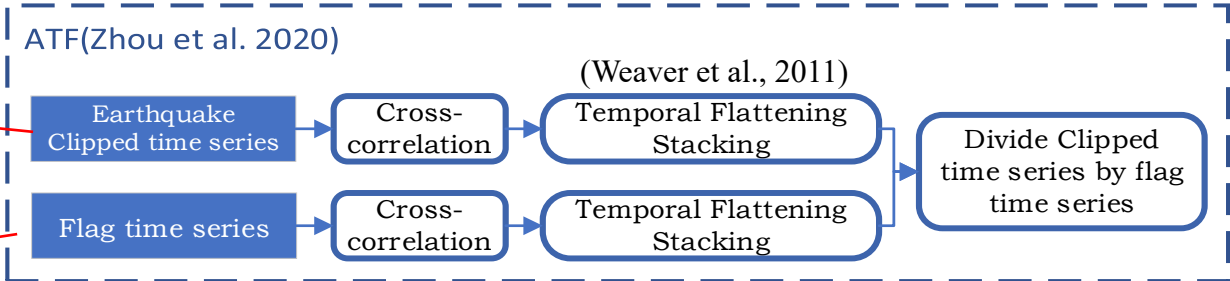 ATF(Zhou et al. 2020)
(Weaver et al., 2011)
Earthquake
Clipped time series
Cross-
correlation
Temporal Flattening
Stacking
Divide Clipped
time series by flag
time series
Flag time series
Cross-
correlation
Temporal Flattening
Stacking